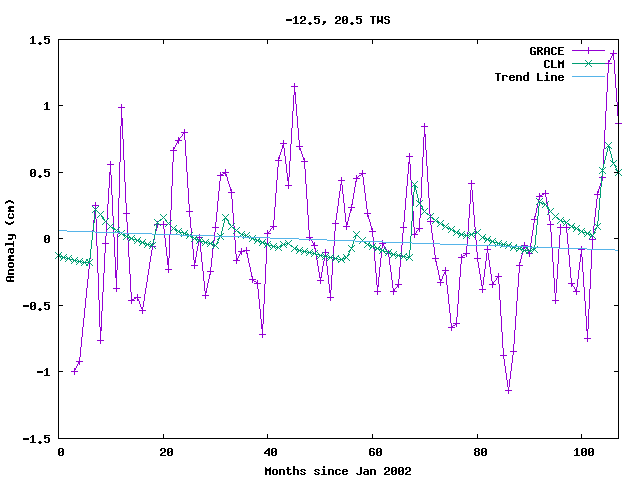 -12.5, 20.5 TWS
GRACE
CLM
Trend Line
Anomaly (cm)
1.5
1
0.5
0
-0.5
-1
-1.5
0 20 40 60 80 100
Months since Jan 2002